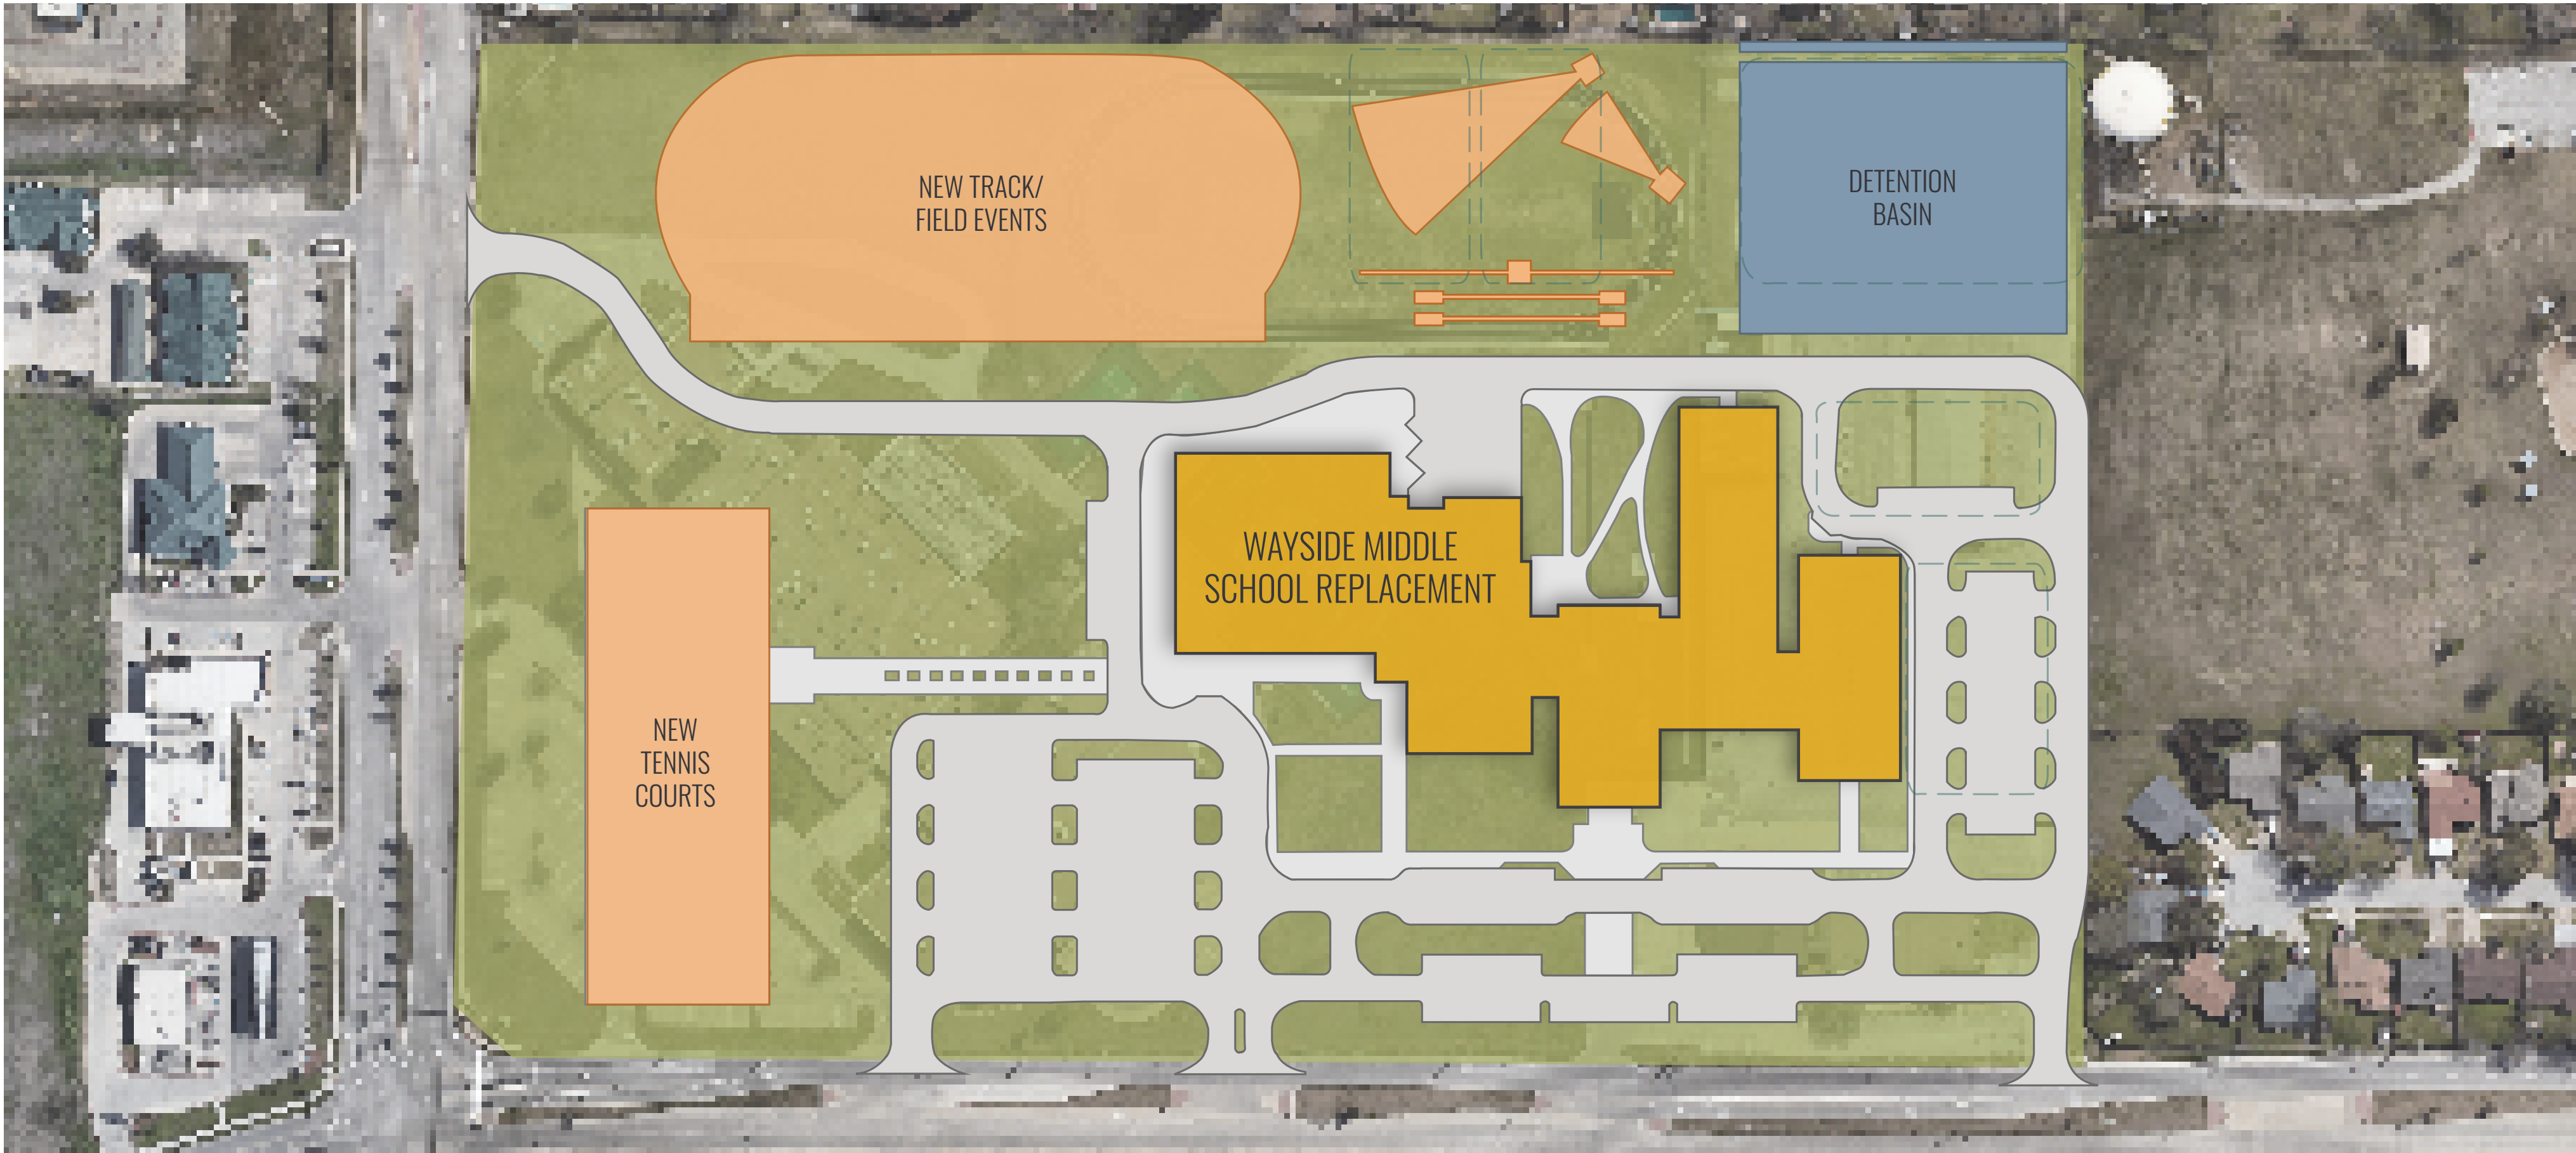 NEW TRACK/
FIELD EVENTS
DETENTION
BASIN
WAYSIDE MIDDLE
SCHOOL REPLACEMENT
NEW
TENNIS
COURTS